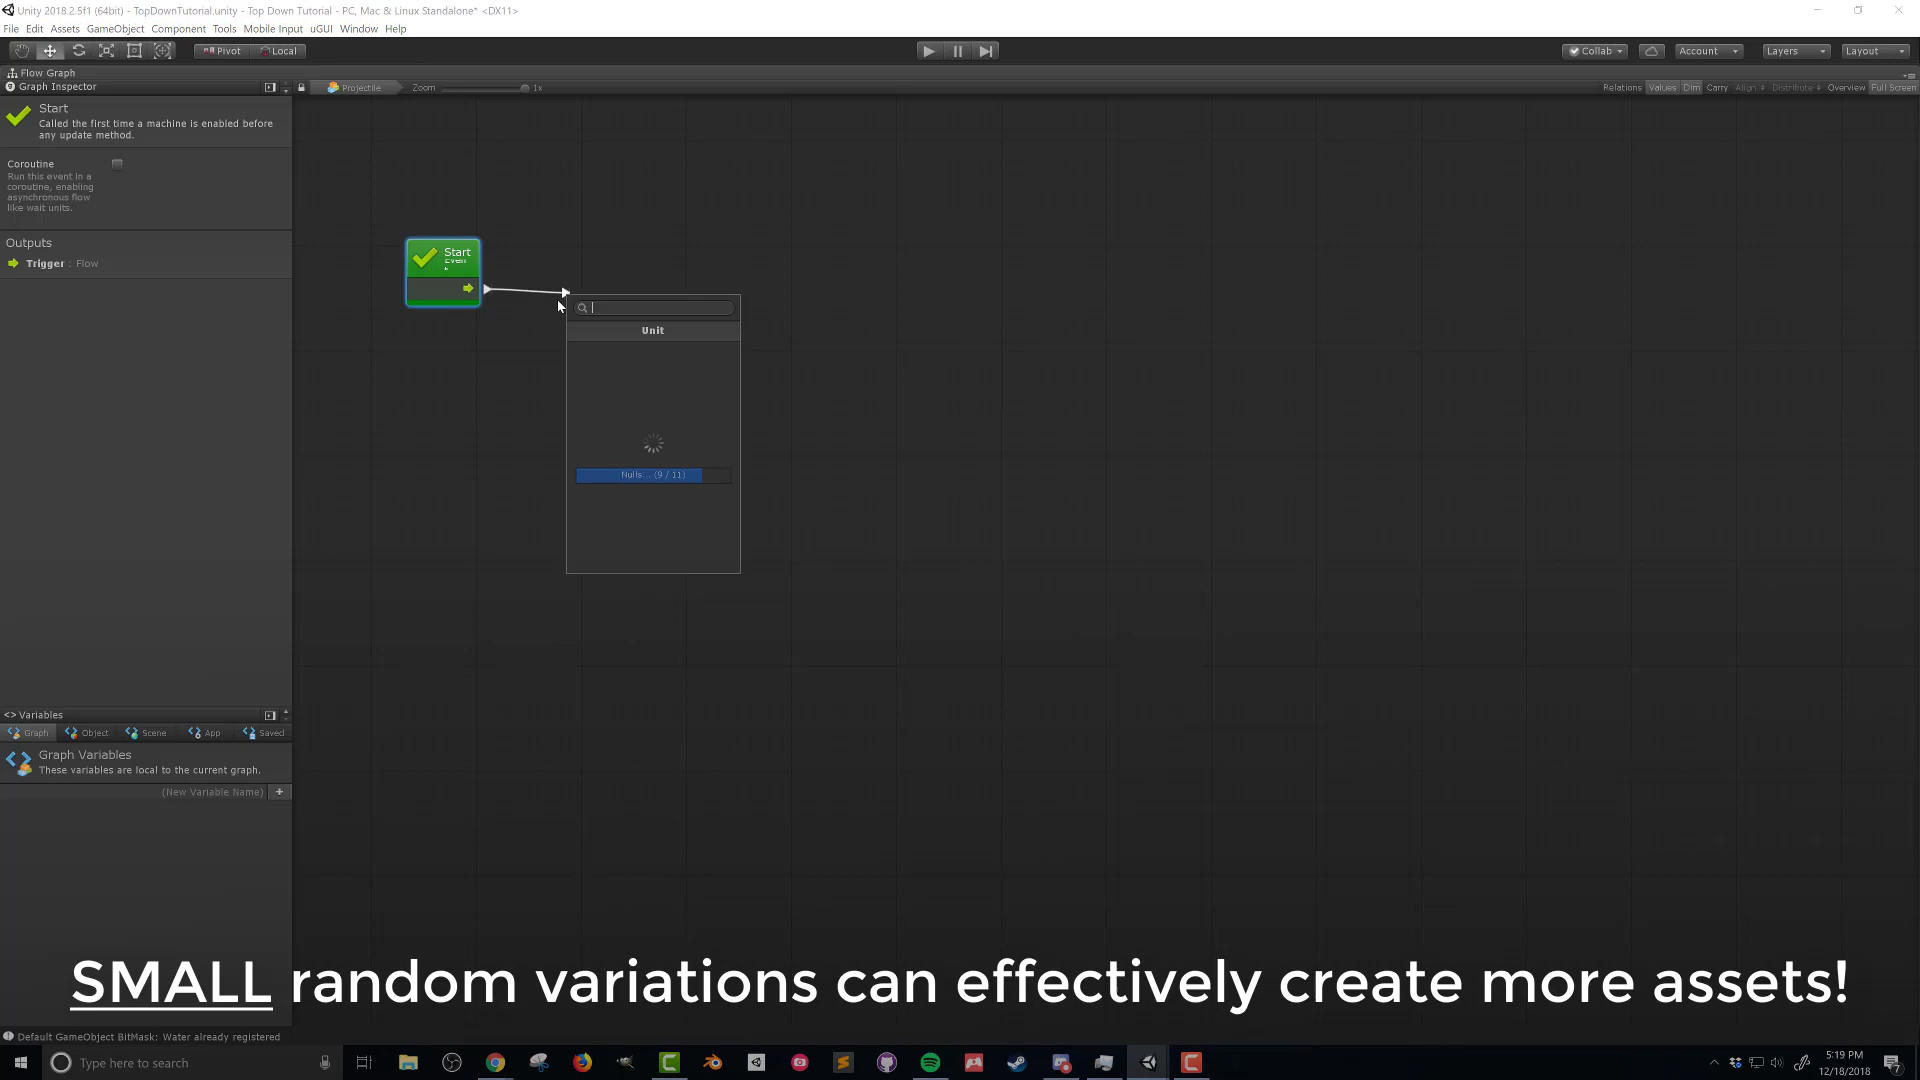 Unity 2018.2.5f1 (64bit) - TopDownTutorial.unity - Top Down Tutorial - PC, Mac & Linux Standalone* <DX11>
File Edit Assets GameObject Component Tools Mobile Input uGUI Window Help
Pivot Local Collab Account Layers Layout
Flow Graph
Graph Inspector Projectile Zoom 1x Relations Values Dim Carry Align Distribute Overview Full Screen
Start
Called the first time a machine is enabled before
any update method.
Coroutine
Run this event in a
coroutine, enabling
asynchronous flow
like wait units.
Outputs
Trigger : Flow
Start
Unit
Nulls... (9 / 11)
<> Variables
Graph Object Scene App Saved
Graph Variables
These variables are local to the current graph.
(New Variable Name) +
SMALL random variations can effectively create more assets!
Default GameObject BitMask: Water already registered
Type here to search
5:19 PM
12/18/2018
7